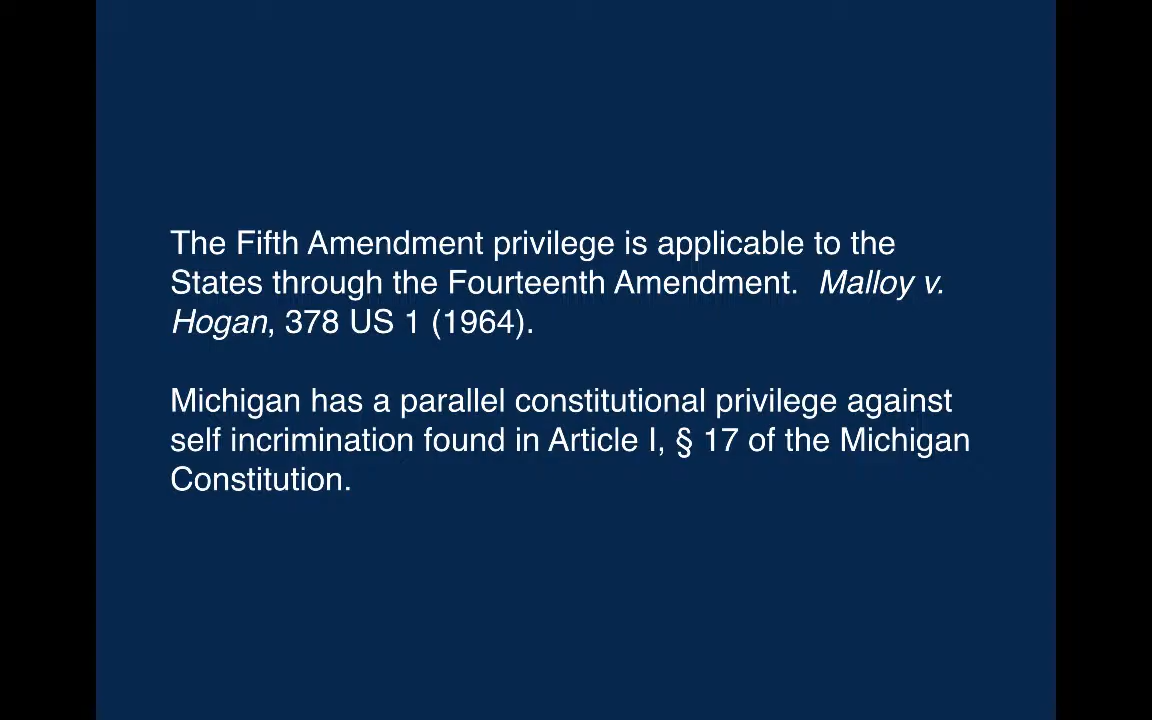 The Fifth Amendment privilege is applicable to the
States through the Fourteenth Amendment.  Malloy v.
Hogan, 378 US 1 (1964).
Michigan has a parallel constitutional privilege against
self incrimination found in Article I, § 17 of the Michigan
Constitution.